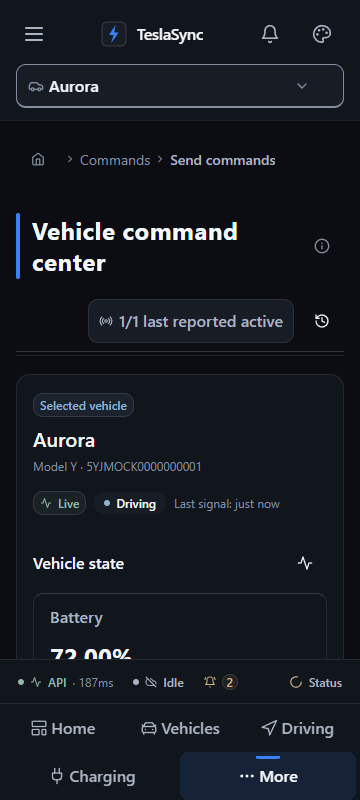 TeslaSync
Aurora
Commands
Send commands
Vehicle command
center
1/1 last reported active
Selected vehicle
Aurora
Model Y · 5YJMOCK0000000001
Live
Driving
Last signal: just now
Vehicle state
Battery
72.00%
API · 187ms
Idle
2
Status
Home
Vehicles
Driving
Charging
More